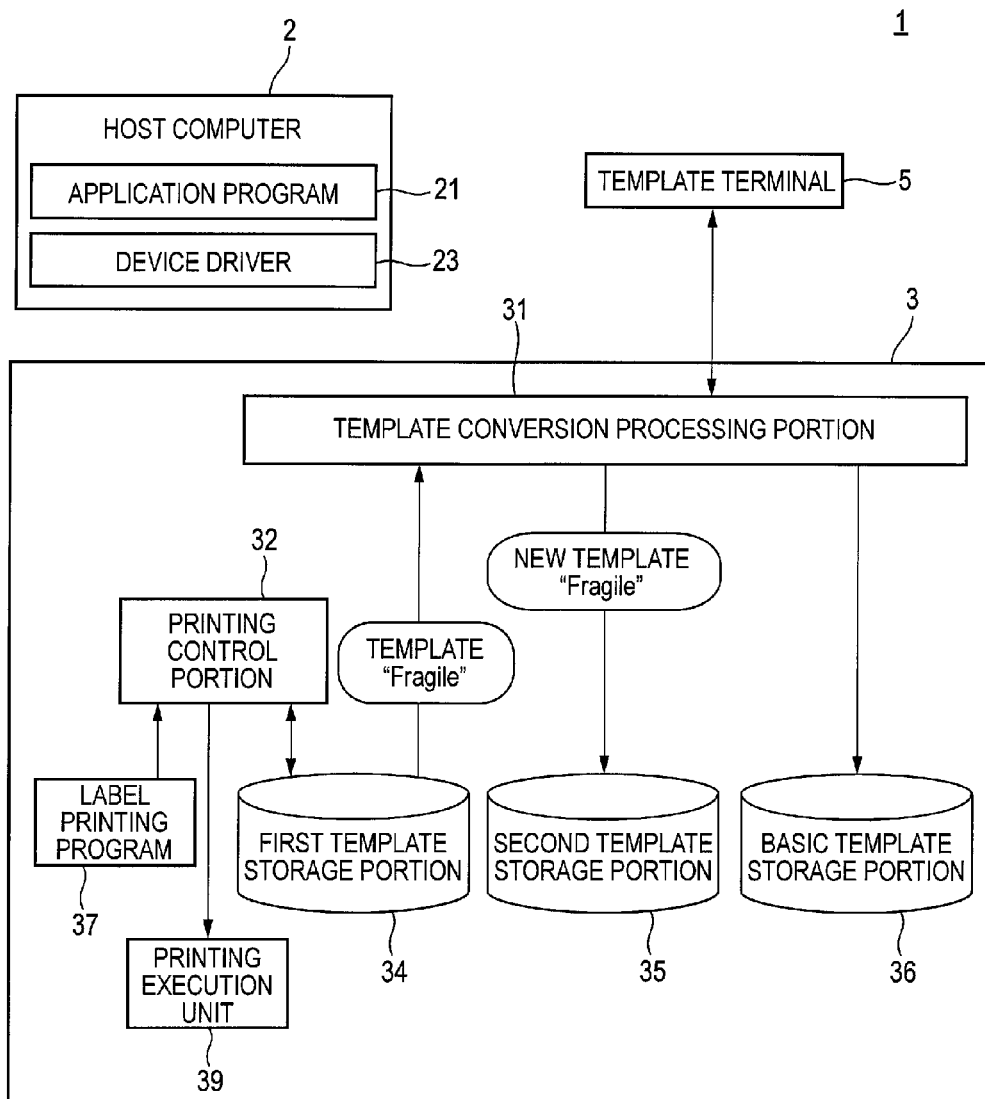 1
2
HOST COMPUTER
APPLICATION PROGRAM
21
DEVICE DRIVER
23
TEMPLATE TERMINAL
5
31
3
TEMPLATE CONVERSION PROCESSING PORTION
32
PRINTING
CONTROL
PORTION
TEMPLATE
“Fragile”
NEW TEMPLATE
“Fragile”
LABEL
PRINTING
PROGRAM
37
FIRST TEMPLATE
STORAGE PORTION
34
SECOND TEMPLATE
STORAGE PORTION
35
BASIC TEMPLATE
STORAGE PORTION
36
PRINTING
EXECUTION
UNIT
39